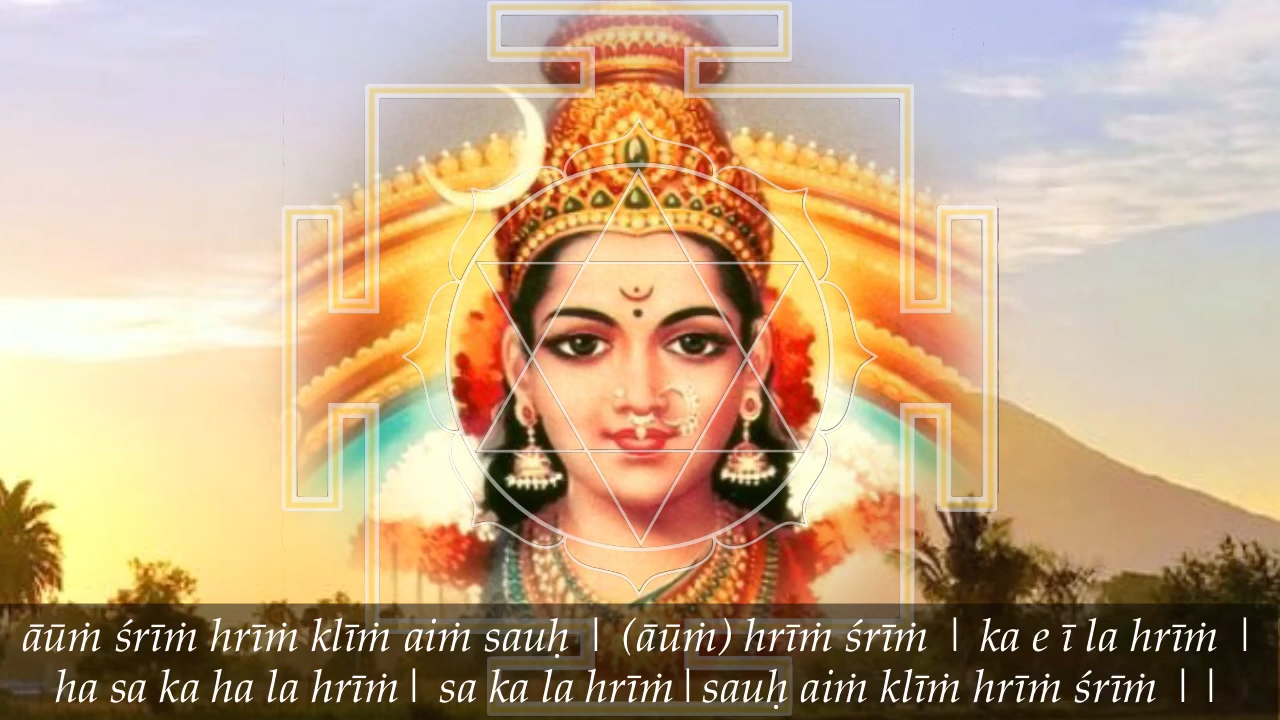 āūṁ śrīṁ hrīṁ klīṁ aiṁ sauḥ | (āūṁ) hrīṁ śrīṁ | ka e ī la hrīṁ |
ha sa ka ha la hrīṁ| sa ka la hrīṁ|sauḥ aiṁ klīṁ hrīṁ śrīṁ ||